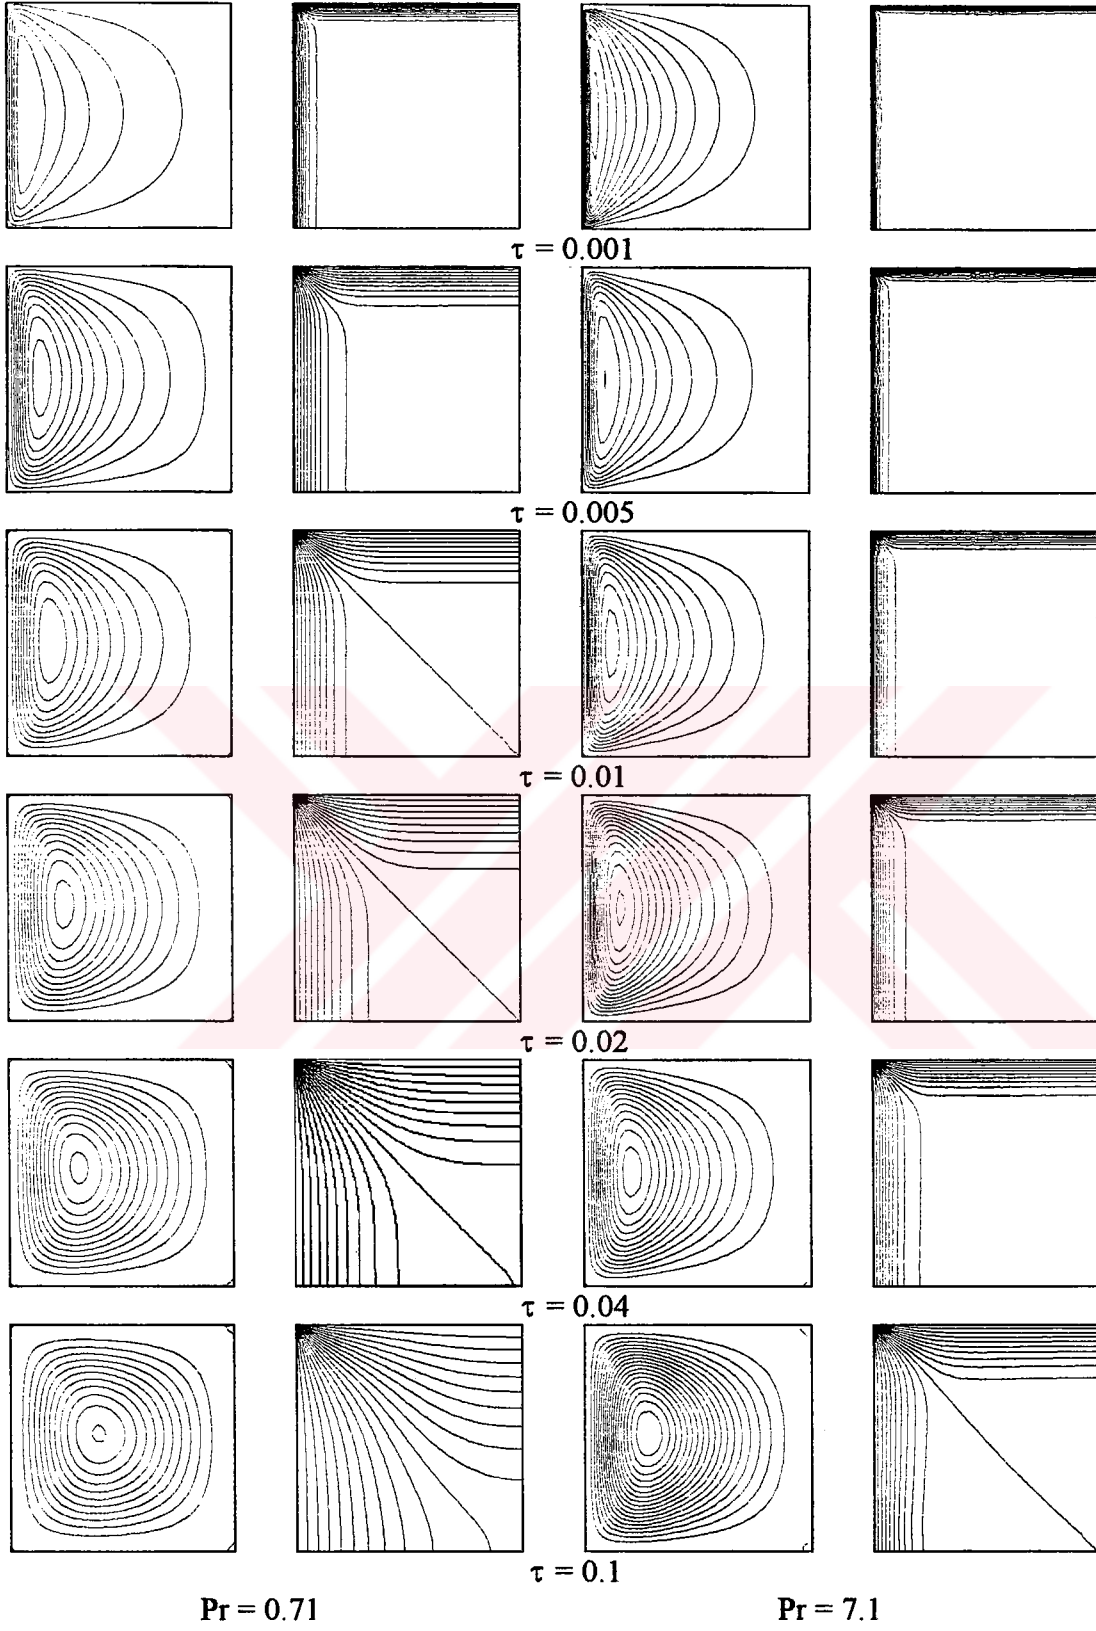 τ = 0.001
τ = 0.005
τ = 0.01
τ = 0.02
τ = 0.04
τ = 0.1
Pr = 0.71
Pr = 7.1